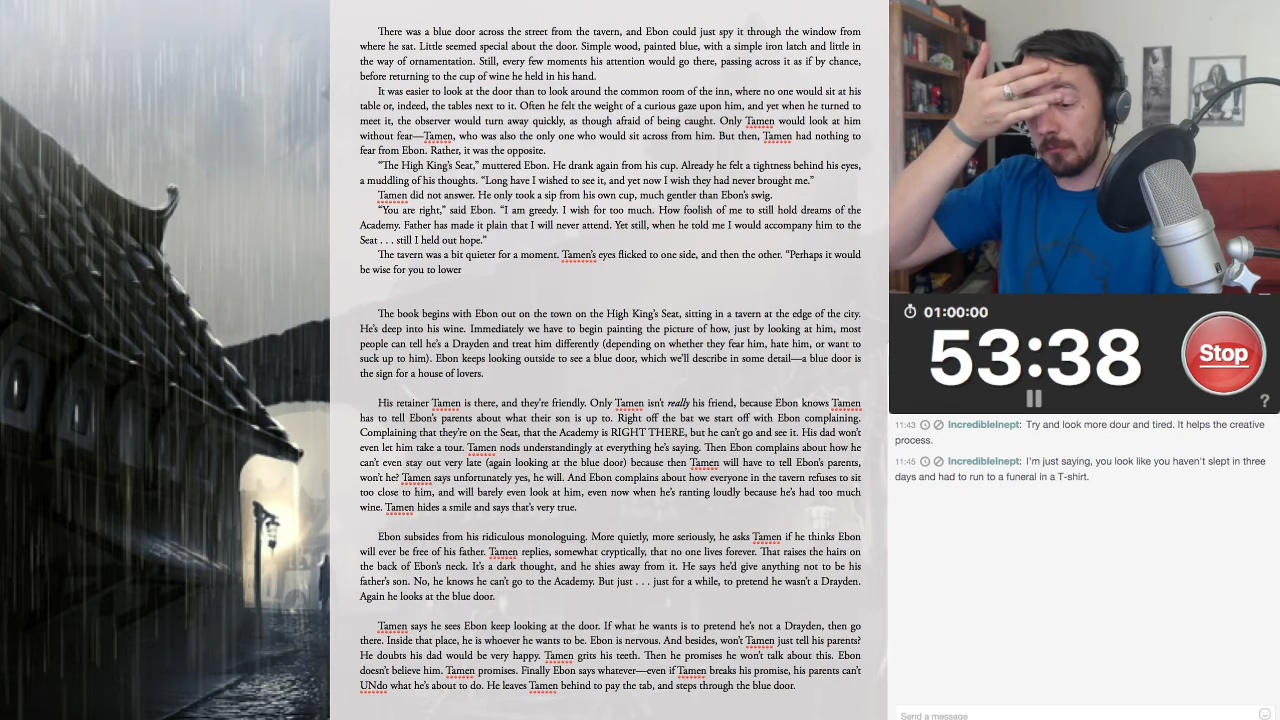 There was a blue door across the street from the tavern, and Ebon could just spy it through the window from
where he sat. Little seemed special about the door. Simple wood, painted blue, with a simple iron latch and little in
the way of ornamentation. Still, every few moments his attention would go there, passing across it as if by chance,
before returning to the cup of wine he held in his hand.
It was easier to look at the door than to look around the common room of the inn, where no one would sit at his
table or, indeed, the tables next to it. Often he felt the weight of a curious gaze upon him, and yet when he turned to
meet it, the observer would turn away quickly, as though afraid of being caught. Only Tamen would look at him
without fear—Tamen, who was also the only one who would sit across from him. But then, Tamen had nothing to
fear from Ebon. Rather, it was the opposite.
“The High King’s Seat,” muttered Ebon. He drank again from his cup. Already he felt a tightness behind his eyes,
a muddling of his thoughts. “Long have I wished to see it, and yet now I wish they had never brought me.”
Tamen did not answer. He only took a sip from his own cup, much gentler than Ebon’s swig.
“You are right,” said Ebon. “I am greedy. I wish for too much. How foolish of me to still hold dreams of the
Academy. Father has made it plain that I will never attend. Yet still, when he told me I would accompany him to the
Seat . . . still I held out hope.”
The tavern was a bit quieter for a moment. Tamen’s eyes flicked to one side, and then the other. “Perhaps it would
be wise for you to lower
The book begins with Ebon out on the town on the High King’s Seat, sitting in a tavern at the edge of the city.
He’s deep into his wine. Immediately we have to begin painting the picture of how, just by looking at him, most
people can tell he’s a Drayden and treat him differently (depending on whether they fear him, hate him, or want to
suck up to him). Ebon keeps looking outside to see a blue door, which we’ll describe in some detail—a blue door is
the sign for a house of lovers.
His retainer Tamen is there, and they’re friendly. Only Tamen isn’t really his friend, because Ebon knows Tamen
has to tell Ebon’s parents about what their son is up to. Right off the bat we start off with Ebon complaining.
Complaining that they’re on the Seat, that the Academy is RIGHT THERE, but he can’t go and see it. His dad won’t
even let him take a tour. Tamen nods understandingly at everything he’s saying. Then Ebon complains about how he
can’t even stay out very late (again looking at the blue door) because then Tamen will have to tell Ebon’s parents,
won’t he? Tamen says unfortunately yes, he will. And Ebon complains about how everyone in the tavern refuses to sit
too close to him, and will barely even look at him, even now when he’s ranting loudly because he’s had too much
wine. Tamen hides a smile and says that’s very true.
Ebon subsides from his ridiculous monologuing. More quietly, more seriously, he asks Tamen if he thinks Ebon
will ever be free of his father. Tamen replies, somewhat cryptically, that no one lives forever. That raises the hairs on
the back of Ebon’s neck. It’s a dark thought, and he shies away from it. He says he’d give anything not to be his
father’s son. No, he knows he can’t go to the Academy. But just . . . just for a while, to pretend he wasn’t a Drayden.
Again he looks at the blue door.
Tamen says he sees Ebon keep looking at the door. If what he wants is to pretend he’s not a Drayden, then go
there. Inside that place, he is whoever he wants to be. Ebon is nervous. And besides, won’t Tamen just tell his parents?
He doubts his dad would be very happy. Tamen grits his teeth. Then he promises he won’t talk about this. Ebon
doesn’t believe him. Tamen promises. Finally Ebon says whatever—even if Tamen breaks his promise, his parents can’t
UNdo what he’s about to do. He leaves Tamen behind to pay the tab, and steps through the blue door.
01:00:00
53:38
Stop
?
11:43 IncredibleInept: Try and look more dour and tired. It helps the creative
process.
11:45 IncredibleInept: I'm just saying, you look like you haven't slept in three
days and had to run to a funeral in a T-shirt.
Send a message